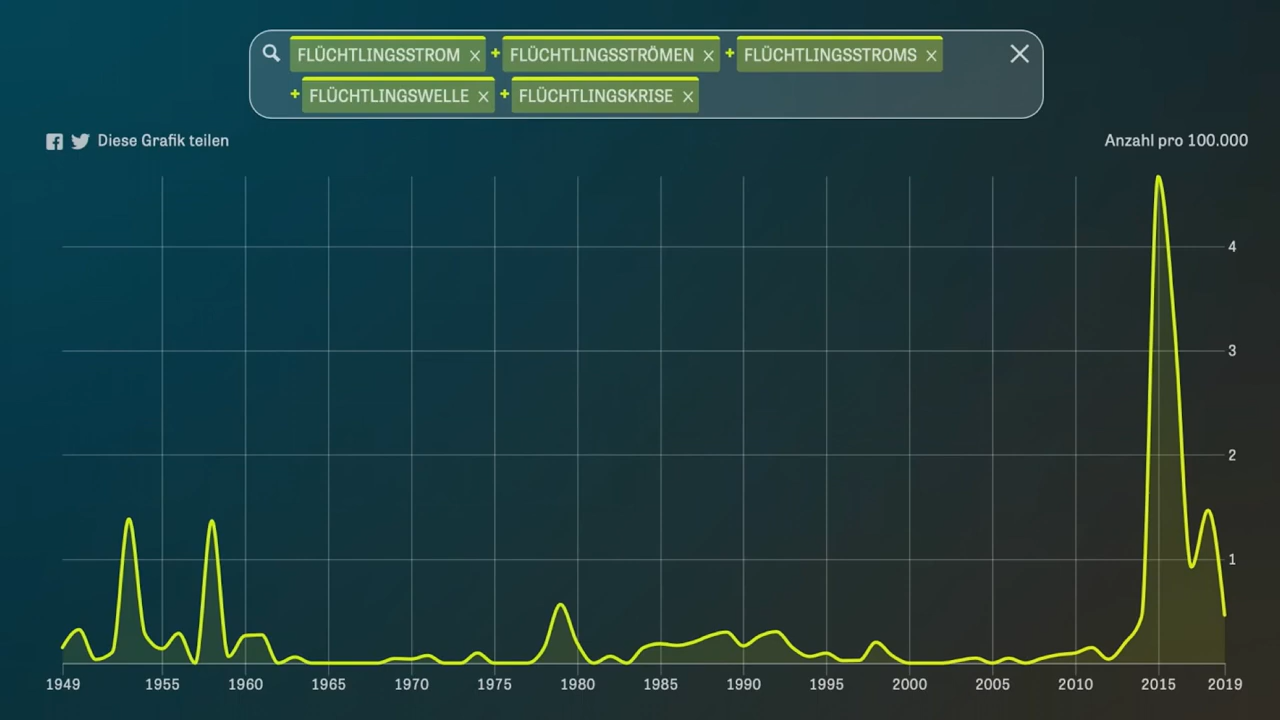 FLÜCHTLINGSSTROM × + FLÜCHTLINGSSTRÖMEN × + FLÜCHTLINGSSTROMS ×
+ FLÜCHTLINGSWELLE × + FLÜCHTLINGSKRISE ×
Diese Grafik teilen
Anzahl pro 100.000
4
3
2
1
1949 1955 1960 1965 1970 1975 1980 1985 1990 1995 2000 2005 2010 2015 2019